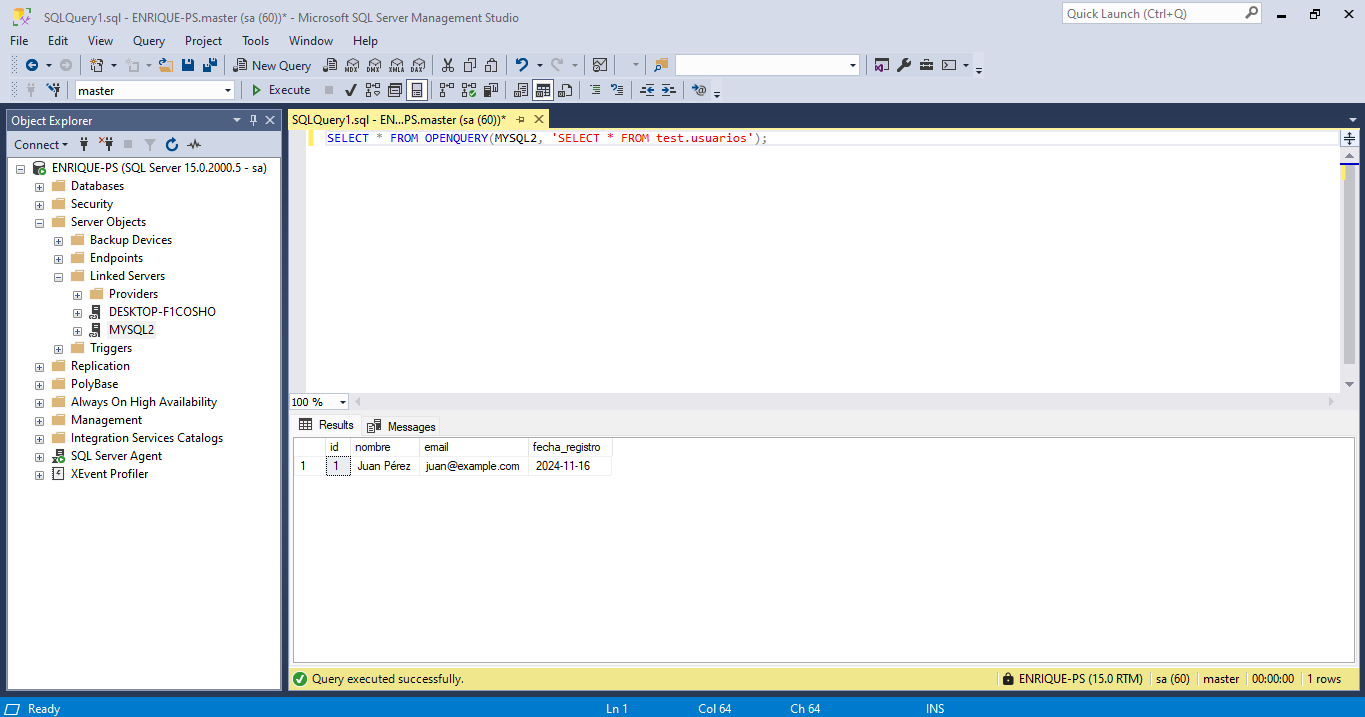 SQLQuery1.sql - ENRIQUE-PS.master (sa (60))* - Microsoft SQL Server Management Studio
Quick Launch (Ctrl+Q)
File Edit View Query Project Tools Window Help
New Query MDX DMX XMLA DAX
master Execute
Object Explorer
SQLQuery1.sql - EN...PS.master (sa (60))*
Connect
SELECT * FROM OPENQUERY(MYSQL2, 'SELECT * FROM test.usuarios');
ENRIQUE-PS (SQL Server 15.0.2000.5 - sa)
Databases
Security
Server Objects
Backup Devices
Endpoints
Linked Servers
Providers
DESKTOP-F1COSHO
MYSQL2
Triggers
Replication
PolyBase
Always On High Availability
Management
Integration Services Catalogs
SQL Server Agent
XEvent Profiler
100 %
Results Messages
id nombre email fecha_registro
1 1 Juan Pérez juan@example.com 2024-11-16
Query executed successfully. ENRIQUE-PS (15.0 RTM) sa (60) master 00:00:00 1 rows
Ready Ln 1 Col 64 Ch 64 INS